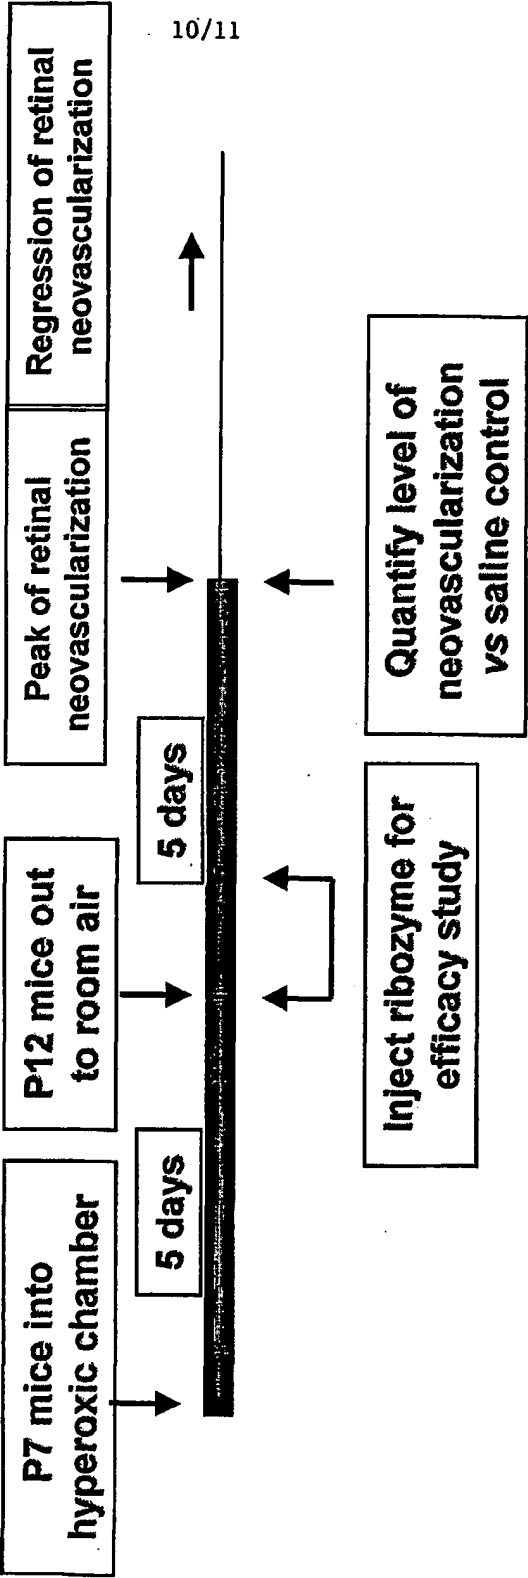 10/11
P7 mice into
hyperoxic chamber
P12 mice out
to room air
Peak of retinal
neovascularization
Regression of retinal
neovascularization
5 days
5 days
Inject ribozyme for
efficacy study
Quantify level of
neovascularization
vs saline control